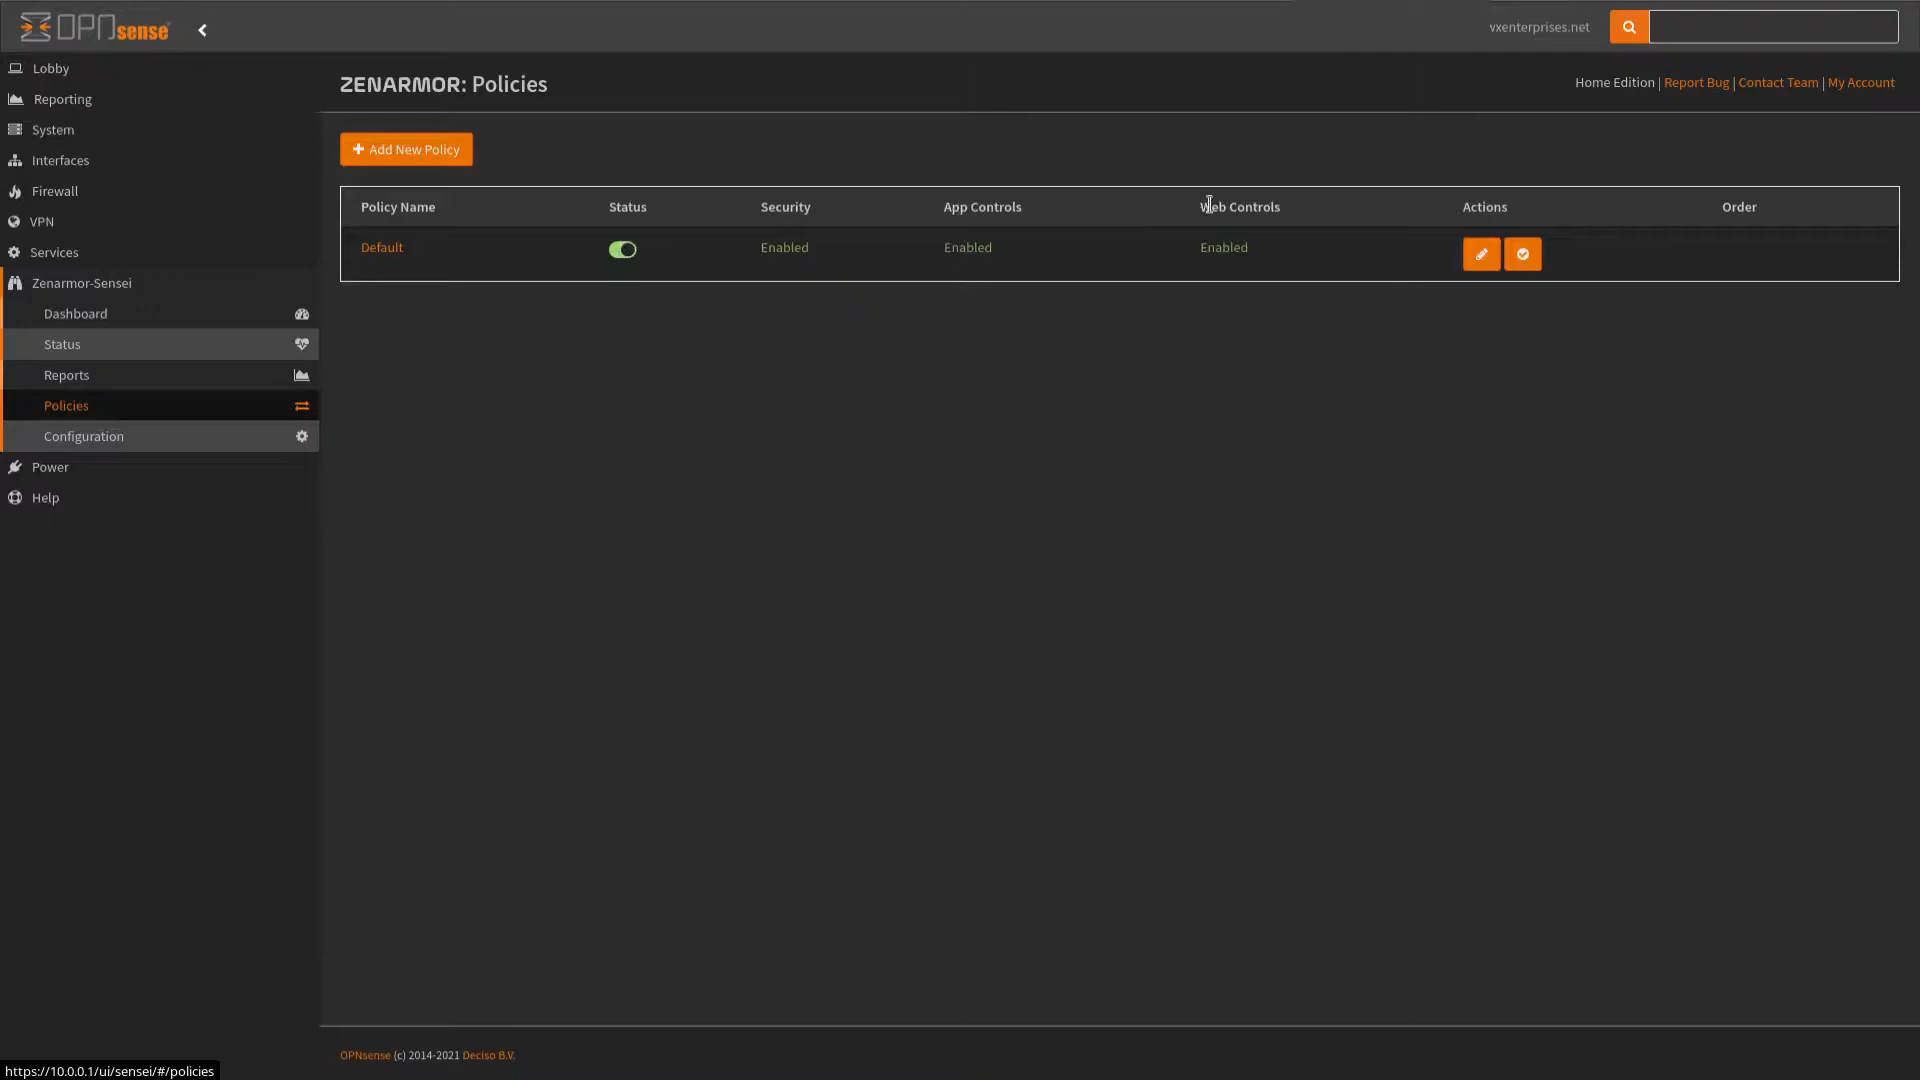 OPNsense
vxenterprises.net
Lobby
Reporting
System
Interfaces
Firewall
VPN
Services
Zenarmor-Sensei
Dashboard
Status
Reports
Policies
Configuration
Power
Help
ZENARMOR: Policies
Home Edition | Report Bug | Contact Team | My Account
Add New Policy
Policy Name Status Security App Controls Web Controls Actions Order
Default Enabled Enabled Enabled
OPNsense (c) 2014-2021 Deciso B.V.
https://10.0.0.1/ui/sensei/#/policies